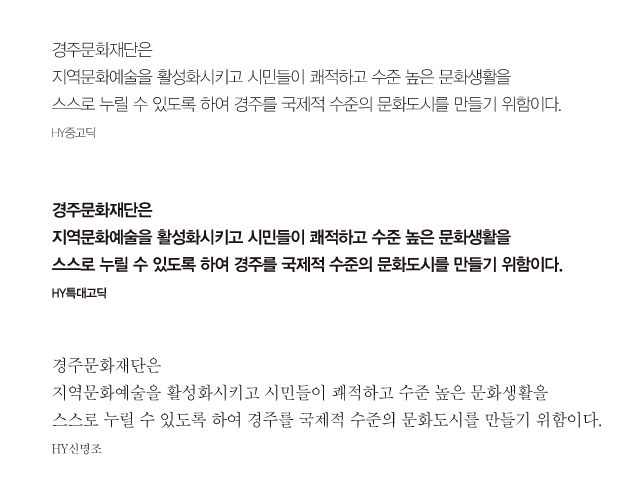 경주문화재단은
지역문화예술을 활성화시키고 시민들이 쾌적하고 수준 높은 문화생활을
스스로 누릴 수 있도록 하여 경주를 국제적 수준의 문화도시를 만들기 위함이다.
HY중고딕
경주문화재단은
지역문화예술을 활성화시키고 시민들이 쾌적하고 수준 높은 문화생활을
스스로 누릴 수 있도록 하여 경주를 국제적 수준의 문화도시를 만들기 위함이다.
HY특대고딕
경주문화재단은
지역문화예술을 활성화시키고 시민들이 쾌적하고 수준 높은 문화생활을
스스로 누릴 수 있도록 하여 경주를 국제적 수준의 문화도시를 만들기 위함이다.
HY신명조